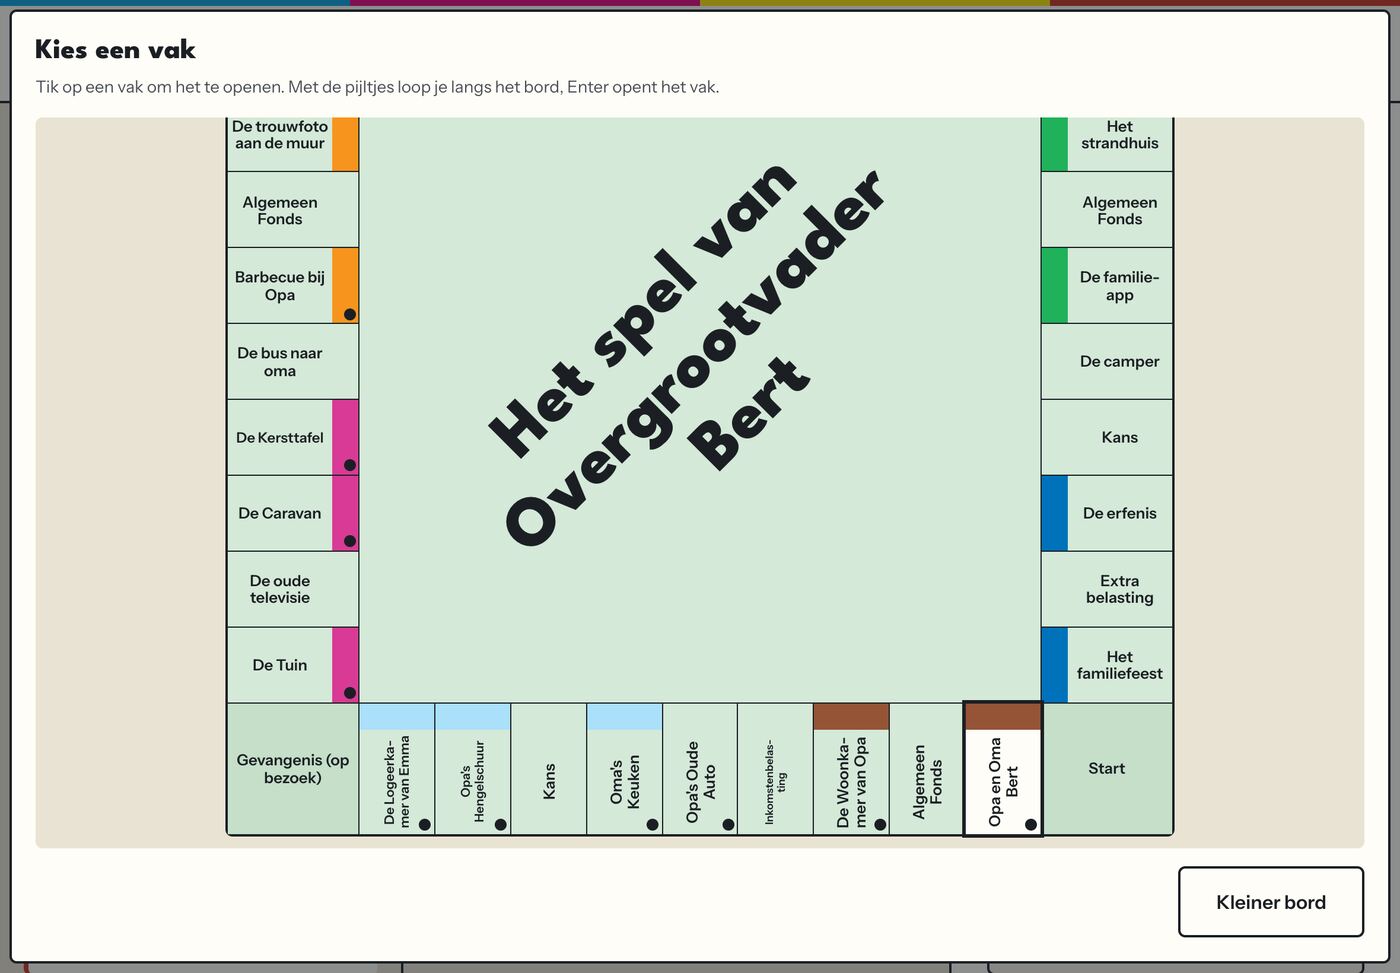 Kies een vak
Tik op een vak om het te openen. Met de pijltjes loop je langs het bord, Enter opent het vak.
De trouwfoto
aan de muur
Algemeen
Fonds
Barbecue bij
Opa
De bus naar
oma
De Kersttafel
De Caravan
De oude
televisie
De Tuin
Het spel van
Overgrootvader
Bert
Het
strandhuis
Algemeen
Fonds
De familie-
app
De camper
Kans
De erfenis
Extra
belasting
Het
familiefeest
Gevangenis (op
bezoek)
De Logeerka-
mer van Emma
Opa's
Hengelschuur
Kans
Oma's
Keuken
Opa's Oude
Auto
Inkomstenbelas-
ting
De Woonka-
mer van Opa
Algemeen
Fonds
Opa en Oma
Bert
Start
Kleiner bord